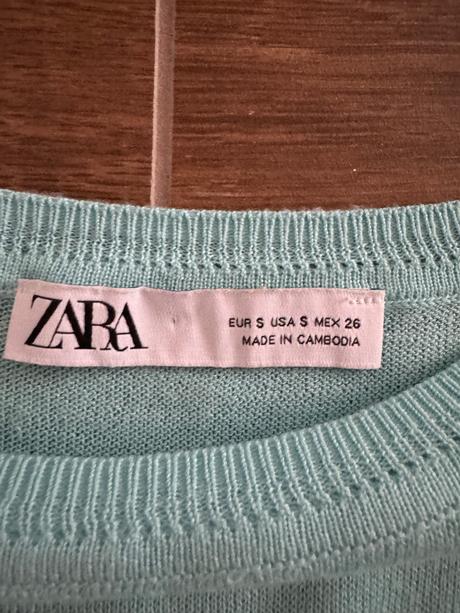 ZARA
EUR S USA S MEX 26
MADE IN CAMBODIA